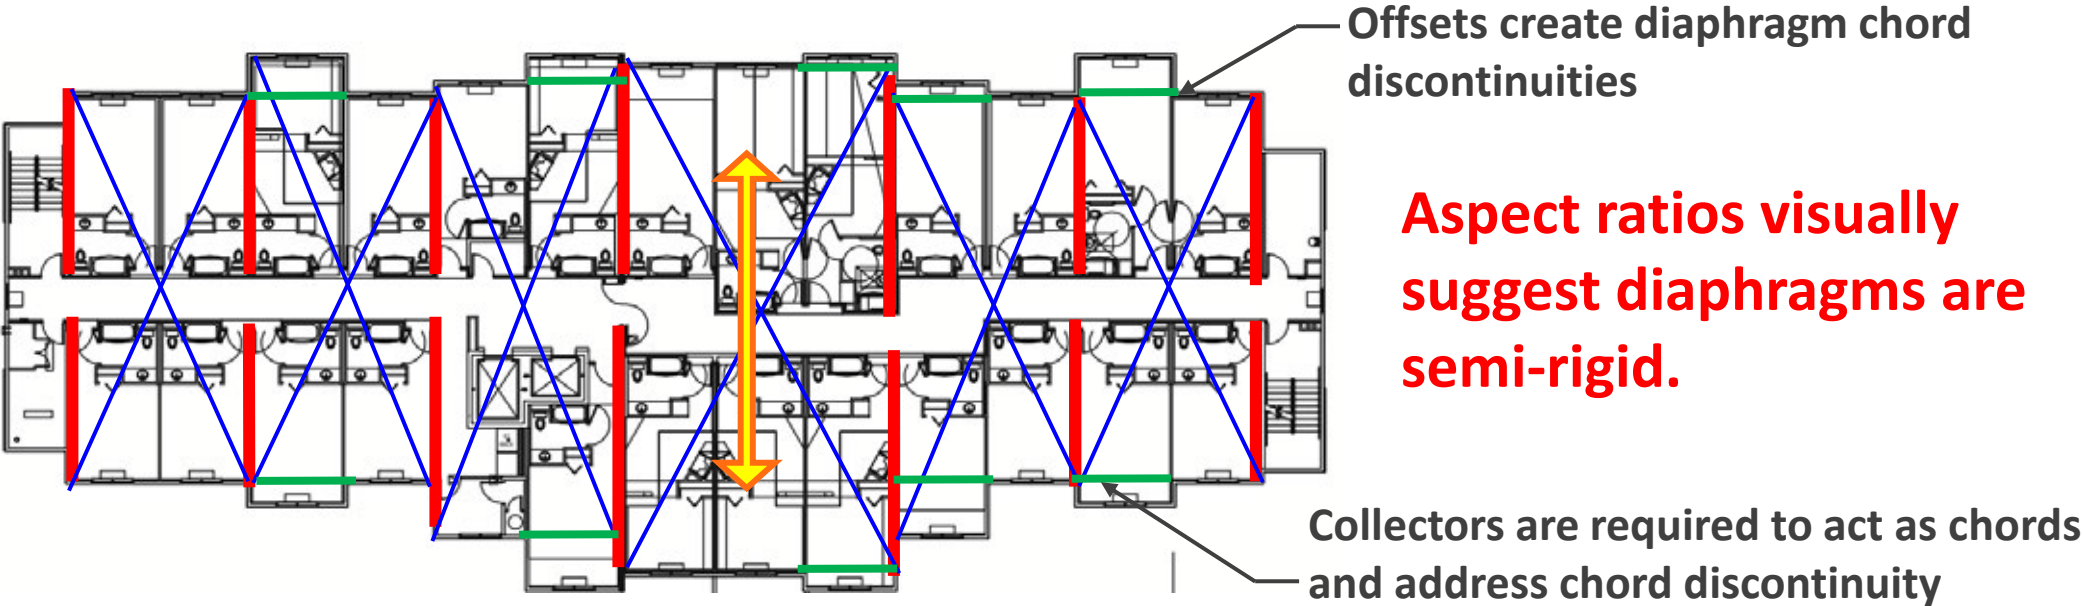 Offsets create diaphragm chord
discontinuities
Aspect ratios visually
suggest diaphragms are
semi-rigid.
Collectors are required to act as chords
and address chord discontinuity